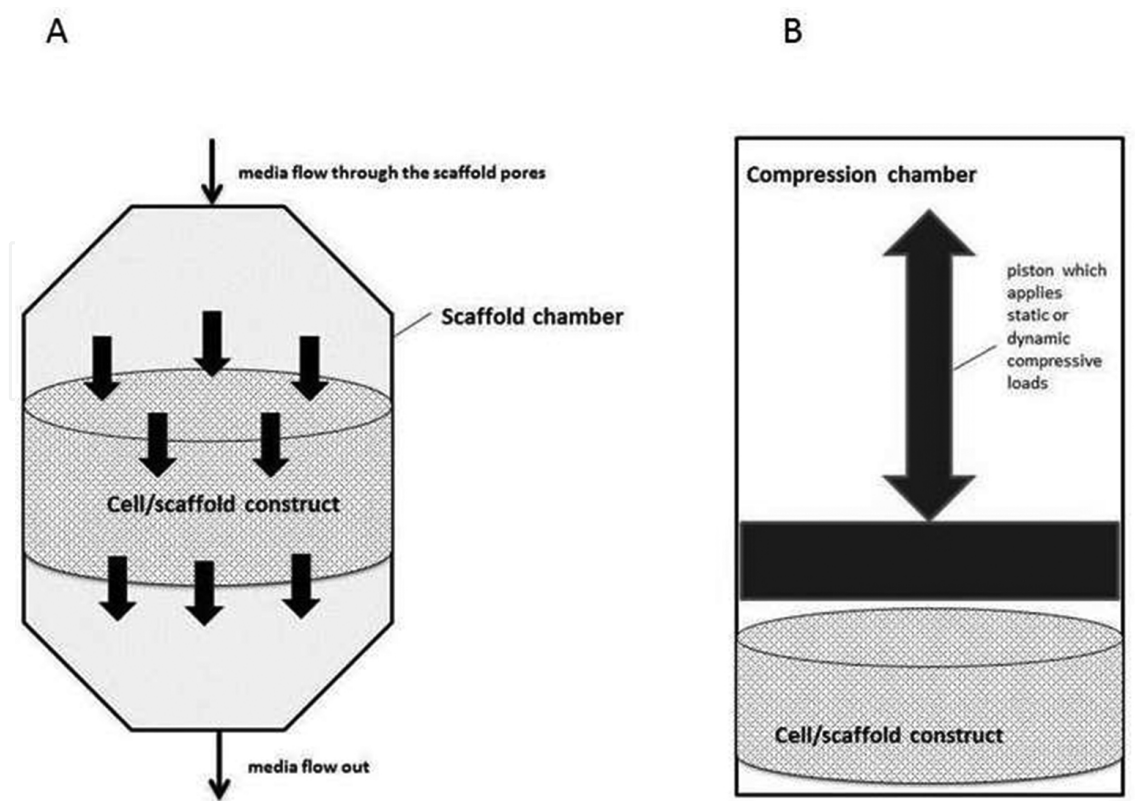 A
B
media flow through the scaffold pores
Scaffold chamber
Cell/scaffold construct
media flow out
Compression chamber
piston which
applies
static or
dynamic
compressive
loads
Cell/scaffold construct